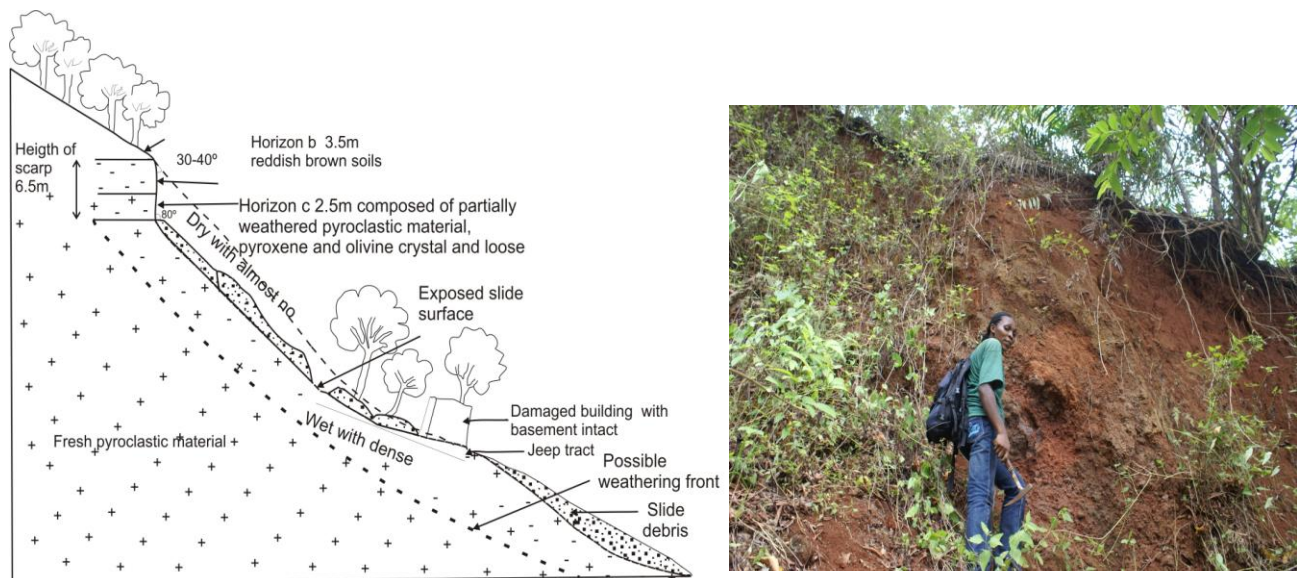 Heigth of
scarp
6.5m
30-40º
Horizon b 3.5m
reddish brown soils
80º
Horizon c 2.5m composed of partially
weathered pyroclastic material,
pyroxene and olivine crystal and loose
Dry with almost no
Exposed slide
surface
Damaged building with
basement intact
Jeep tract
Fresh pyroclastic material
Wet with dense
Possible
weathering front
Slide
debris